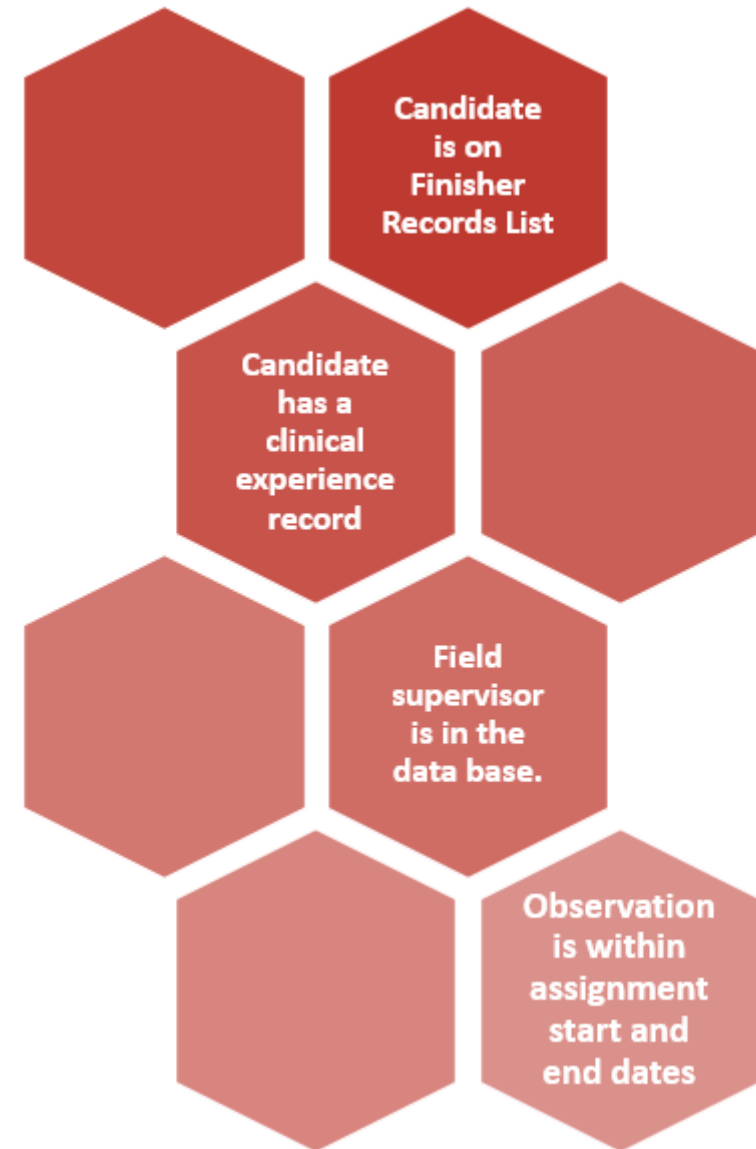 Candidate
is on
Finisher
Records List
Candidate
has a
clinical
experience
record
Field
supervisor
is in the
data base.
Observation
is within
assignment
start and
end dates